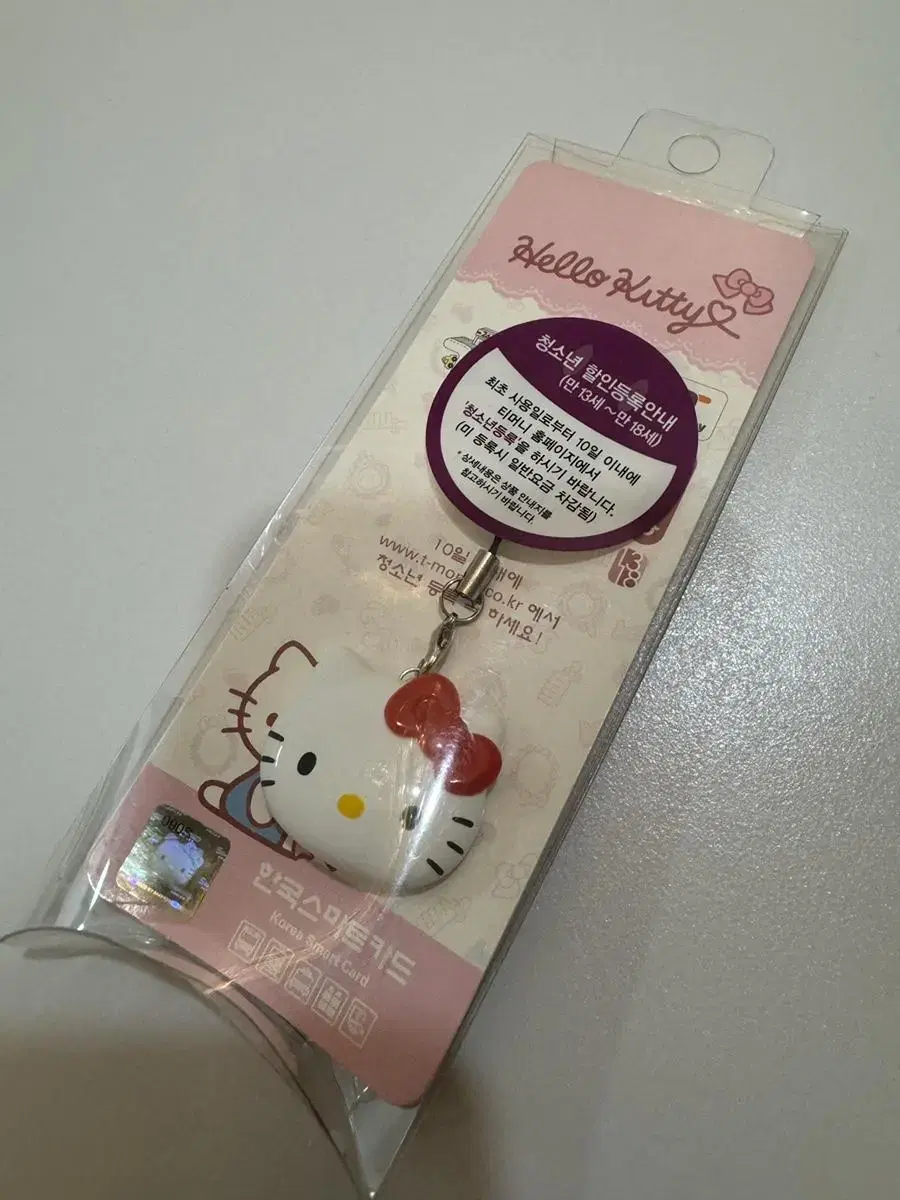 Hello Kitty
청소년 할인등록안내
(만 13세 ~ 만 18세)
최초 사용일로부터 10일 이내에
티머니 홈페이지에서
'청소년등록'을 하시기 바랍니다.
(미 등록시 일반요금 차감됨)
* 상세내용은 상품 안내지를
참고하시기 바랍니다.
10일 내에
www.t-mo co.kr 에서
청소년 하세요!
0805
한국스마트카드
Korea Smart Card